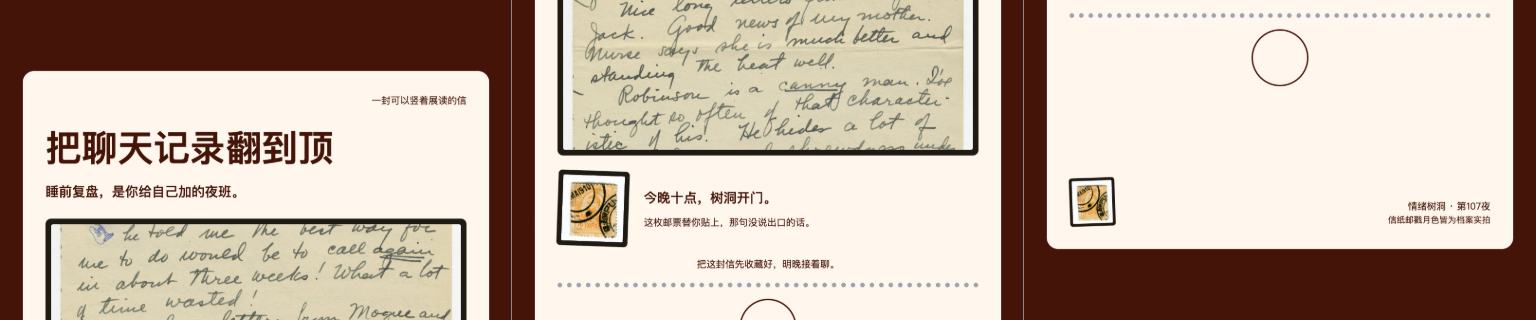 一封可以竖着展读的信
把聊天记录翻到顶
睡前复盘，是你给自己加的夜班。
he told me the best way for
me to do would be to call again
in about three weeks! What a lot
of time wasted!
letters from Mogree and
Nice long letters
Jack. Good news of my mother.
Nurse says she is much better and
standing the heat well.
Robinson is a canny man. I've
thought so often of that character-
istic of his! He hides a lot of
shrewdness under
今晚十点，树洞开门。
这枚邮票替你贴上，那句没说出口的话。
把这封信先收藏好，明晚接着聊。
情绪树洞 · 第107夜
信纸邮戳月色皆为档案实拍